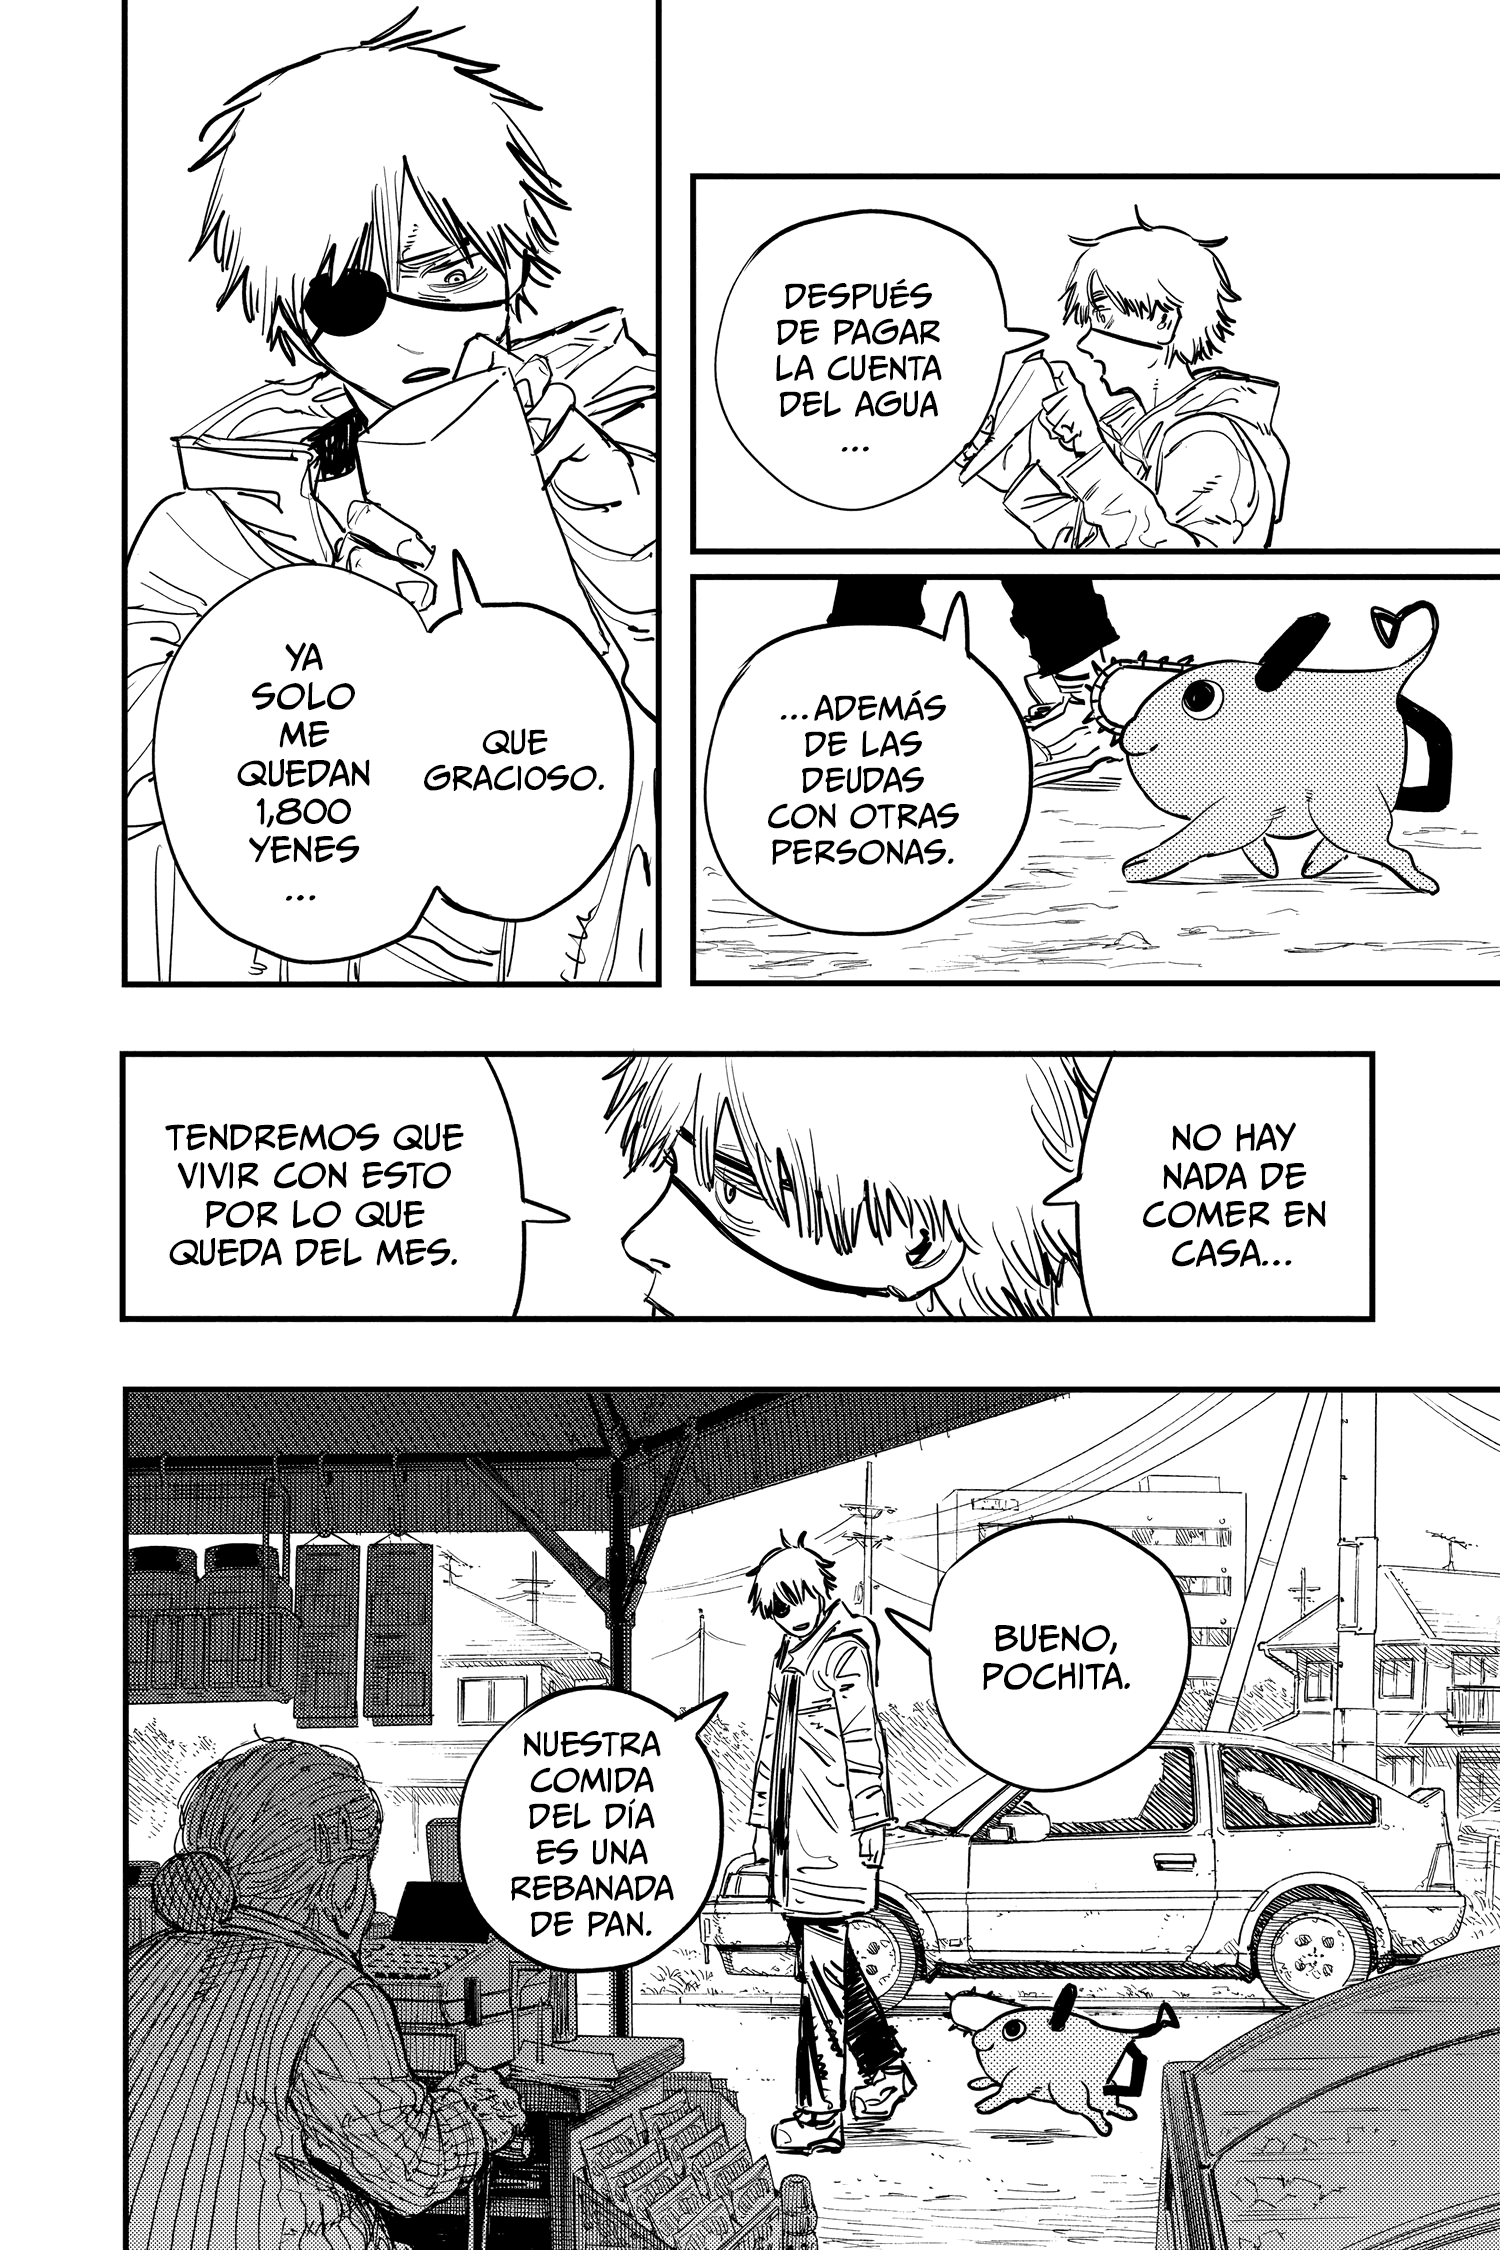 DESPUÉS
DE PAGAR
LA CUENTA
DEL AGUA
...
...ADEMÁS
DE LAS
DEUDAS
CON OTRAS
PERSONAS.
QUE
GRACIOSO.
YA
SOLO
ME
QUEDAN
1,800
YENES
...
NO HAY
NADA DE
COMER EN
CASA...
TENDREMOS QUE
VIVIR CON ESTO
POR LO QUE
QUEDA DEL MES.
BUENO,
POCHITA.
NUESTRA
COMIDA
DEL DÍA
ES UNA
REBANADA
DE PAN.